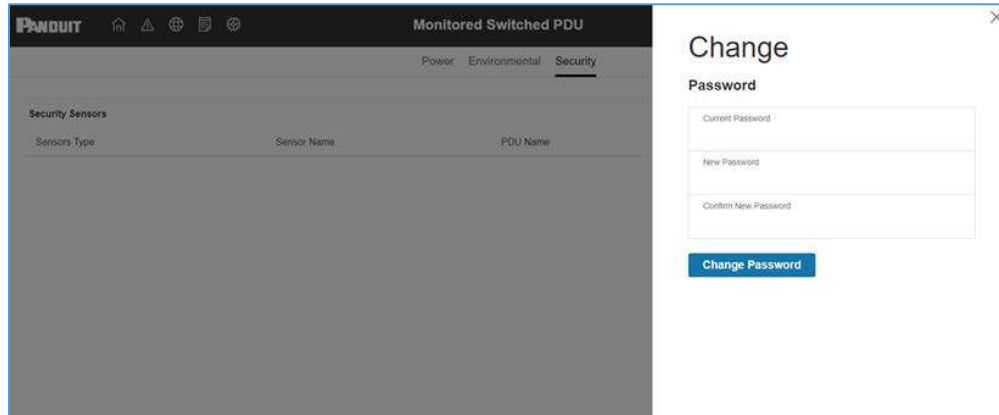 PANDUIT
Monitored Switched PDU
Power Environmental Security
Security Sensors
Sensors Type Sensor Name PDU Name
Change
Password
Current Password
New Password
Confirm New Password
Change Password